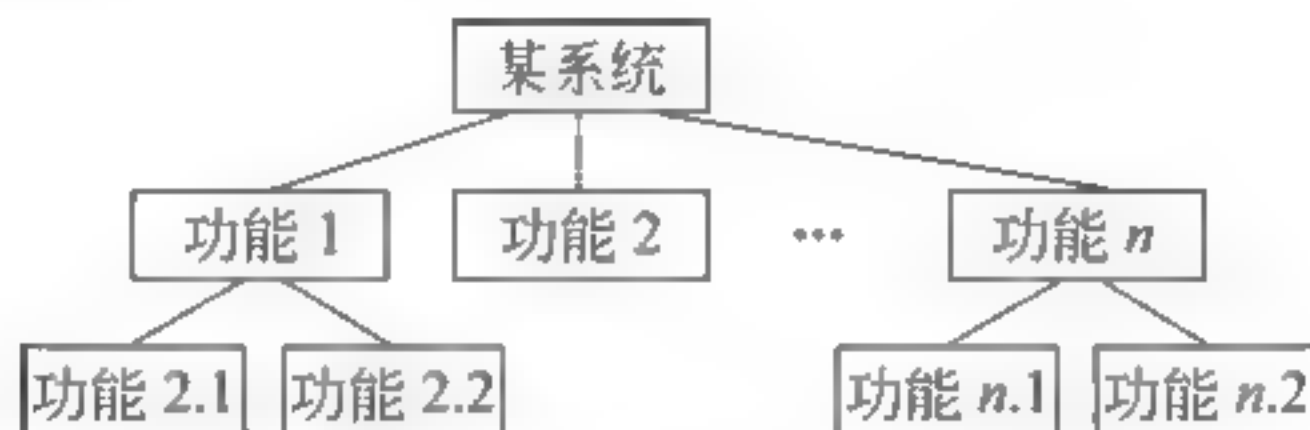 某系统
功能 1 功能 2 ··· 功能 n
功能 2.1 功能 2.2 功能 n.1 功能 n.2